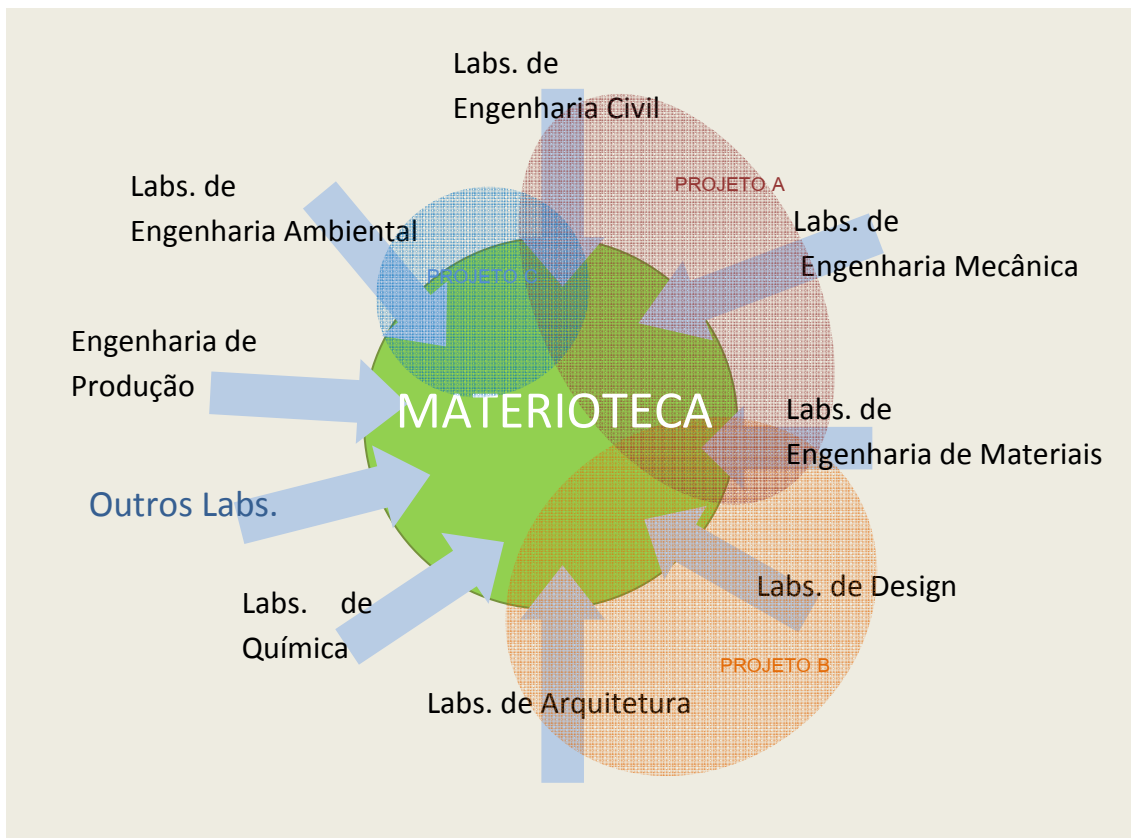 Labs. de
Engenharia Civil
PROJETO A
Labs. de
Engenharia Ambiental
Labs. de
Engenharia Mecânica
PROJETO C
Engenharia de
Produção
MATERIOTECA
Labs. de
Engenharia de Materiais
Outros Labs.
Labs. de Design
Labs. de
Química
PROJETO B
Labs. de Arquitetura